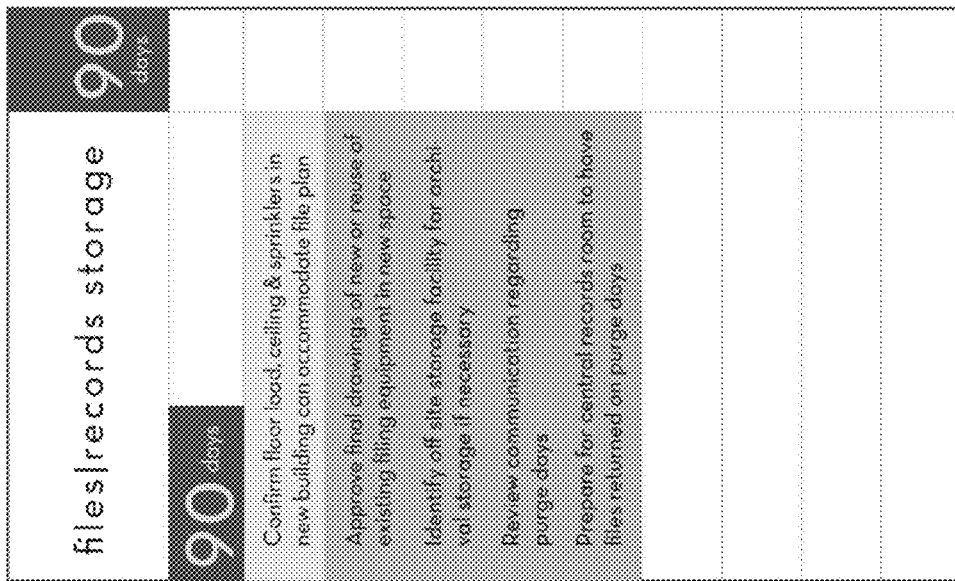 files|records storage
90
days
90 days
Confirm floor load, ceiling & sprinklers in
new building can accommodate file plan
Approve final drawings of new or reuse of
existing filing equipment in new space
Identify off site storage facility for archi
val storage if necessary
Review communication regarding
purge days
Prepare for central records room to have
files returned on purge days